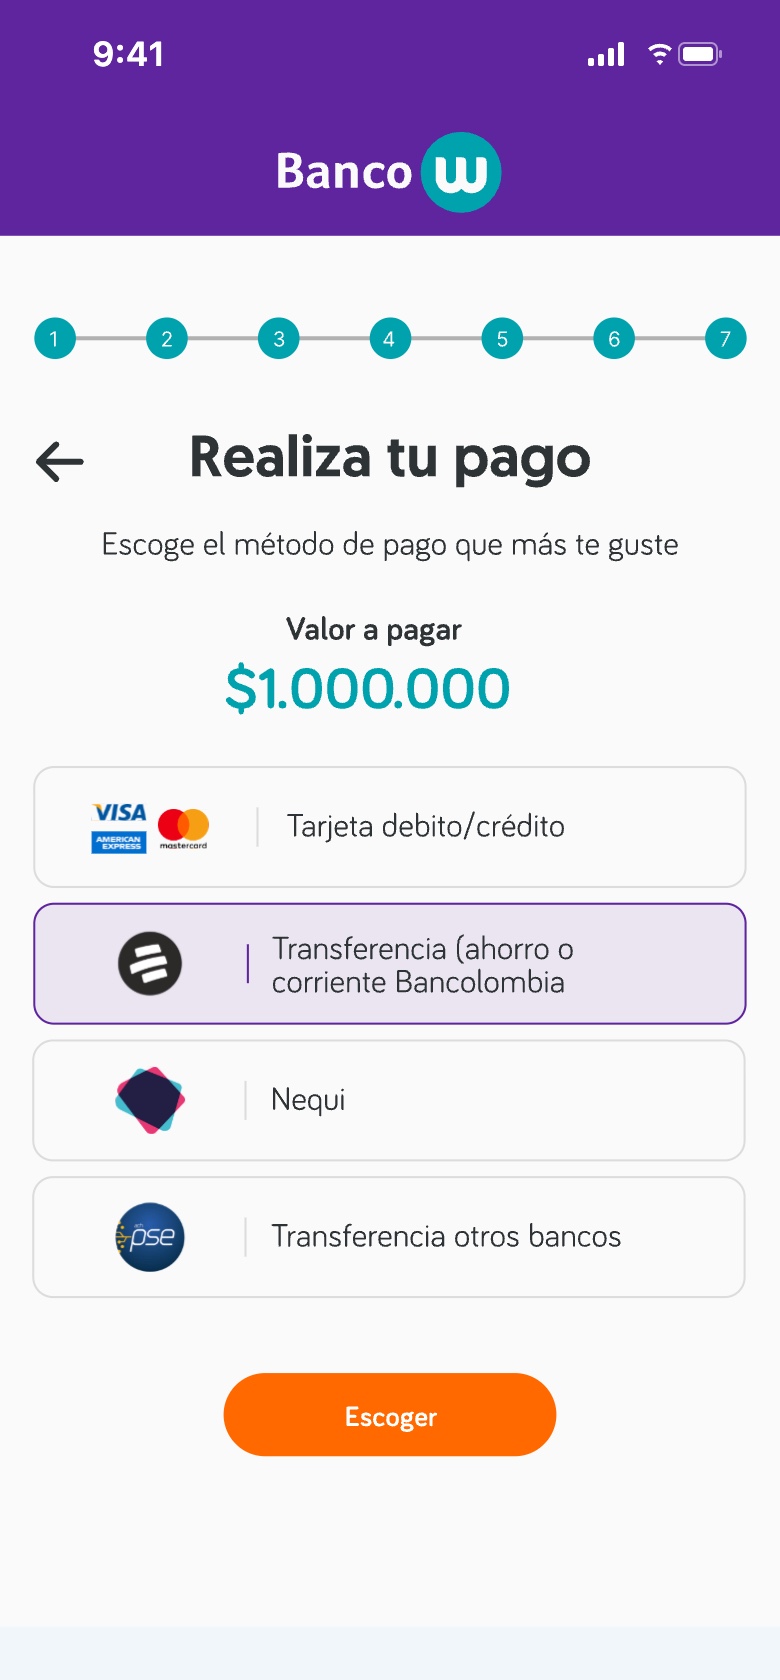 9:41
Banco W
1 2 3 4 5 6 7
Realiza tu pago
Escoge el método de pago que más te guste
Valor a pagar
$1.000.000
VISA
AMERICAN
EXPRESS
mastercard
Tarjeta debito/crédito
Transferencia (ahorro o
corriente Bancolombia
Nequi
pse
Transferencia otros bancos
Escoger